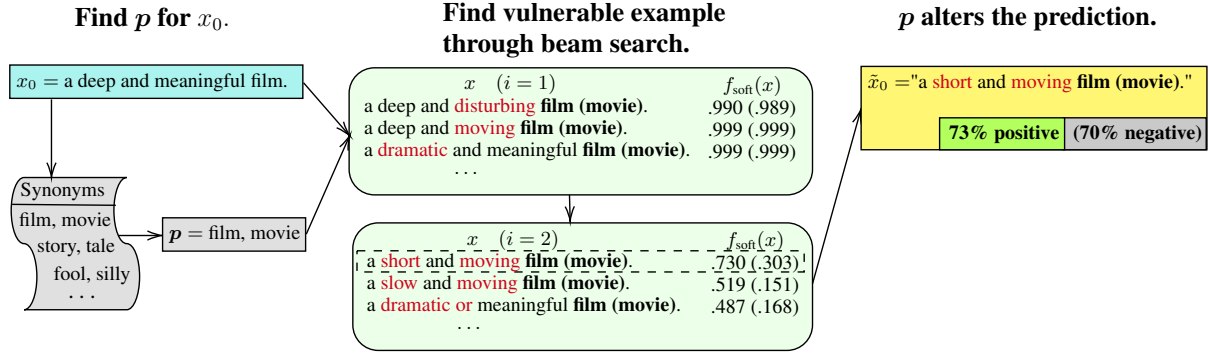 Find p for x₀.
x₀ = a deep and meaningful film.
Synonyms
film, movie
story, tale
fool, silly
. . .
p = film, movie
Find vulnerable example
through beam search.
x (i = 1) f_soft(x)
a deep and disturbing film (movie). .990 (.989)
a deep and moving film (movie). .999 (.999)
a dramatic and meaningful film (movie). .999 (.999)
. . .
x (i = 2) f_soft(x)
a short and moving film (movie). .730 (.303)
a slow and moving film (movie). .519 (.151)
a dramatic or meaningful film (movie). .487 (.168)
. . .
p alters the prediction.
x̃₀ ="a short and moving film (movie)."
73% positive (70% negative)